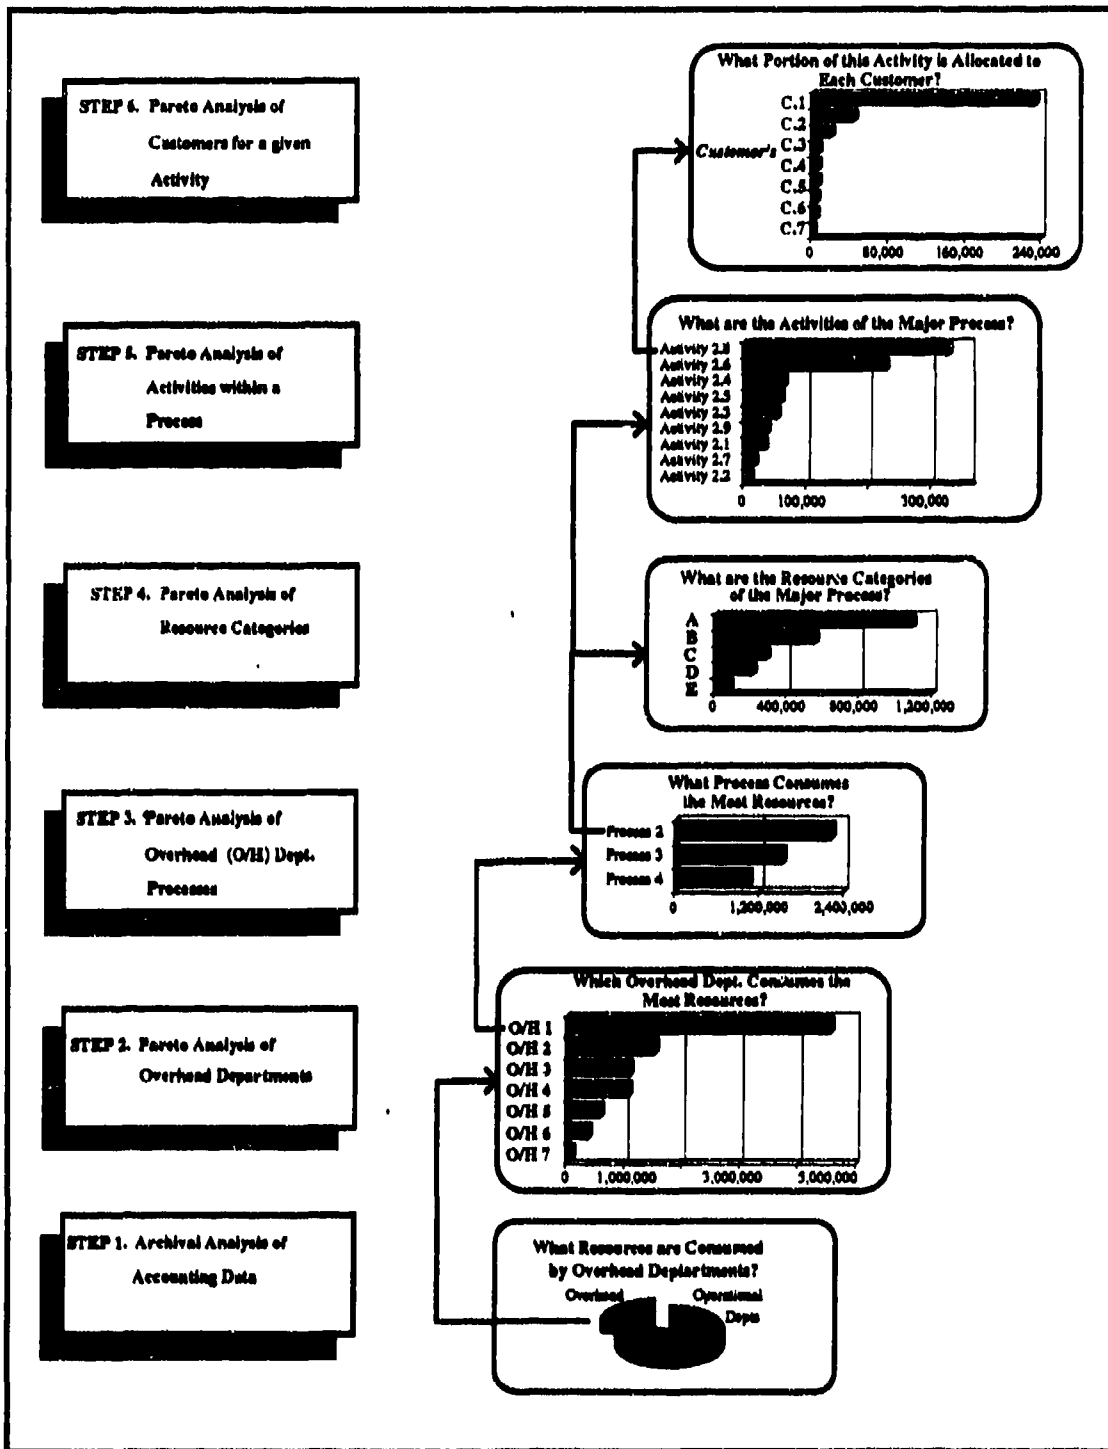 STEP 6. Pareto Analysis of
Customers for a given
Activity
What Portion of this Activity is Allocated to
Each Customer?
Customer's
C.1
C.2
C.3
C.4
C.5
C.6
C.7
0 80,000 160,000 240,000
STEP 5. Pareto Analysis of
Activities within a
Process
What are the Activities of the Major Process?
Activity 2.8
Activity 2.6
Activity 2.4
Activity 2.5
Activity 2.3
Activity 2.9
Activity 2.1
Activity 2.7
Activity 2.2
0 100,000 300,000
STEP 4. Pareto Analysis of
Resource Categories
What are the Resource Categories
of the Major Process?
A
B
C
D
E
0 400,000 800,000 1,200,000
STEP 3. Pareto Analysis of
Overhead (O/H) Dept.
Processes
What Process Consumes
the Most Resources?
Process 2
Process 3
Process 4
0 1,200,000 2,400,000
STEP 2. Pareto Analysis of
Overhead Departments
Which Overhead Dept. Consumes the
Most Resources?
O/H 1
O/H 2
O/H 3
O/H 4
O/H 5
O/H 6
O/H 7
0 1,000,000 3,000,000 5,000,000
STEP 1. Archival Analysis of
Accounting Data
What Resources are Consumed
by Overhead Deptartments?
Overhead Operational
Depts